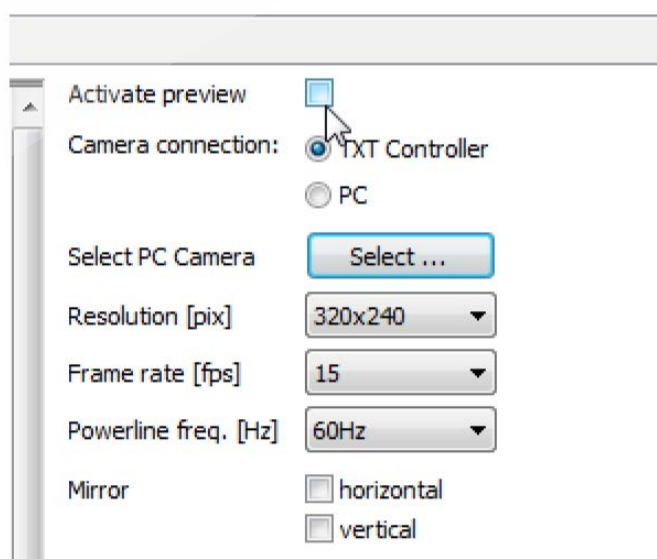 Activate preview
Camera connection:
TXT Controller
PC
Select PC Camera
Select ...
Resolution [pix]
320x240
Frame rate [fps]
15
Powerline freq. [Hz]
60Hz
Mirror
horizontal
vertical